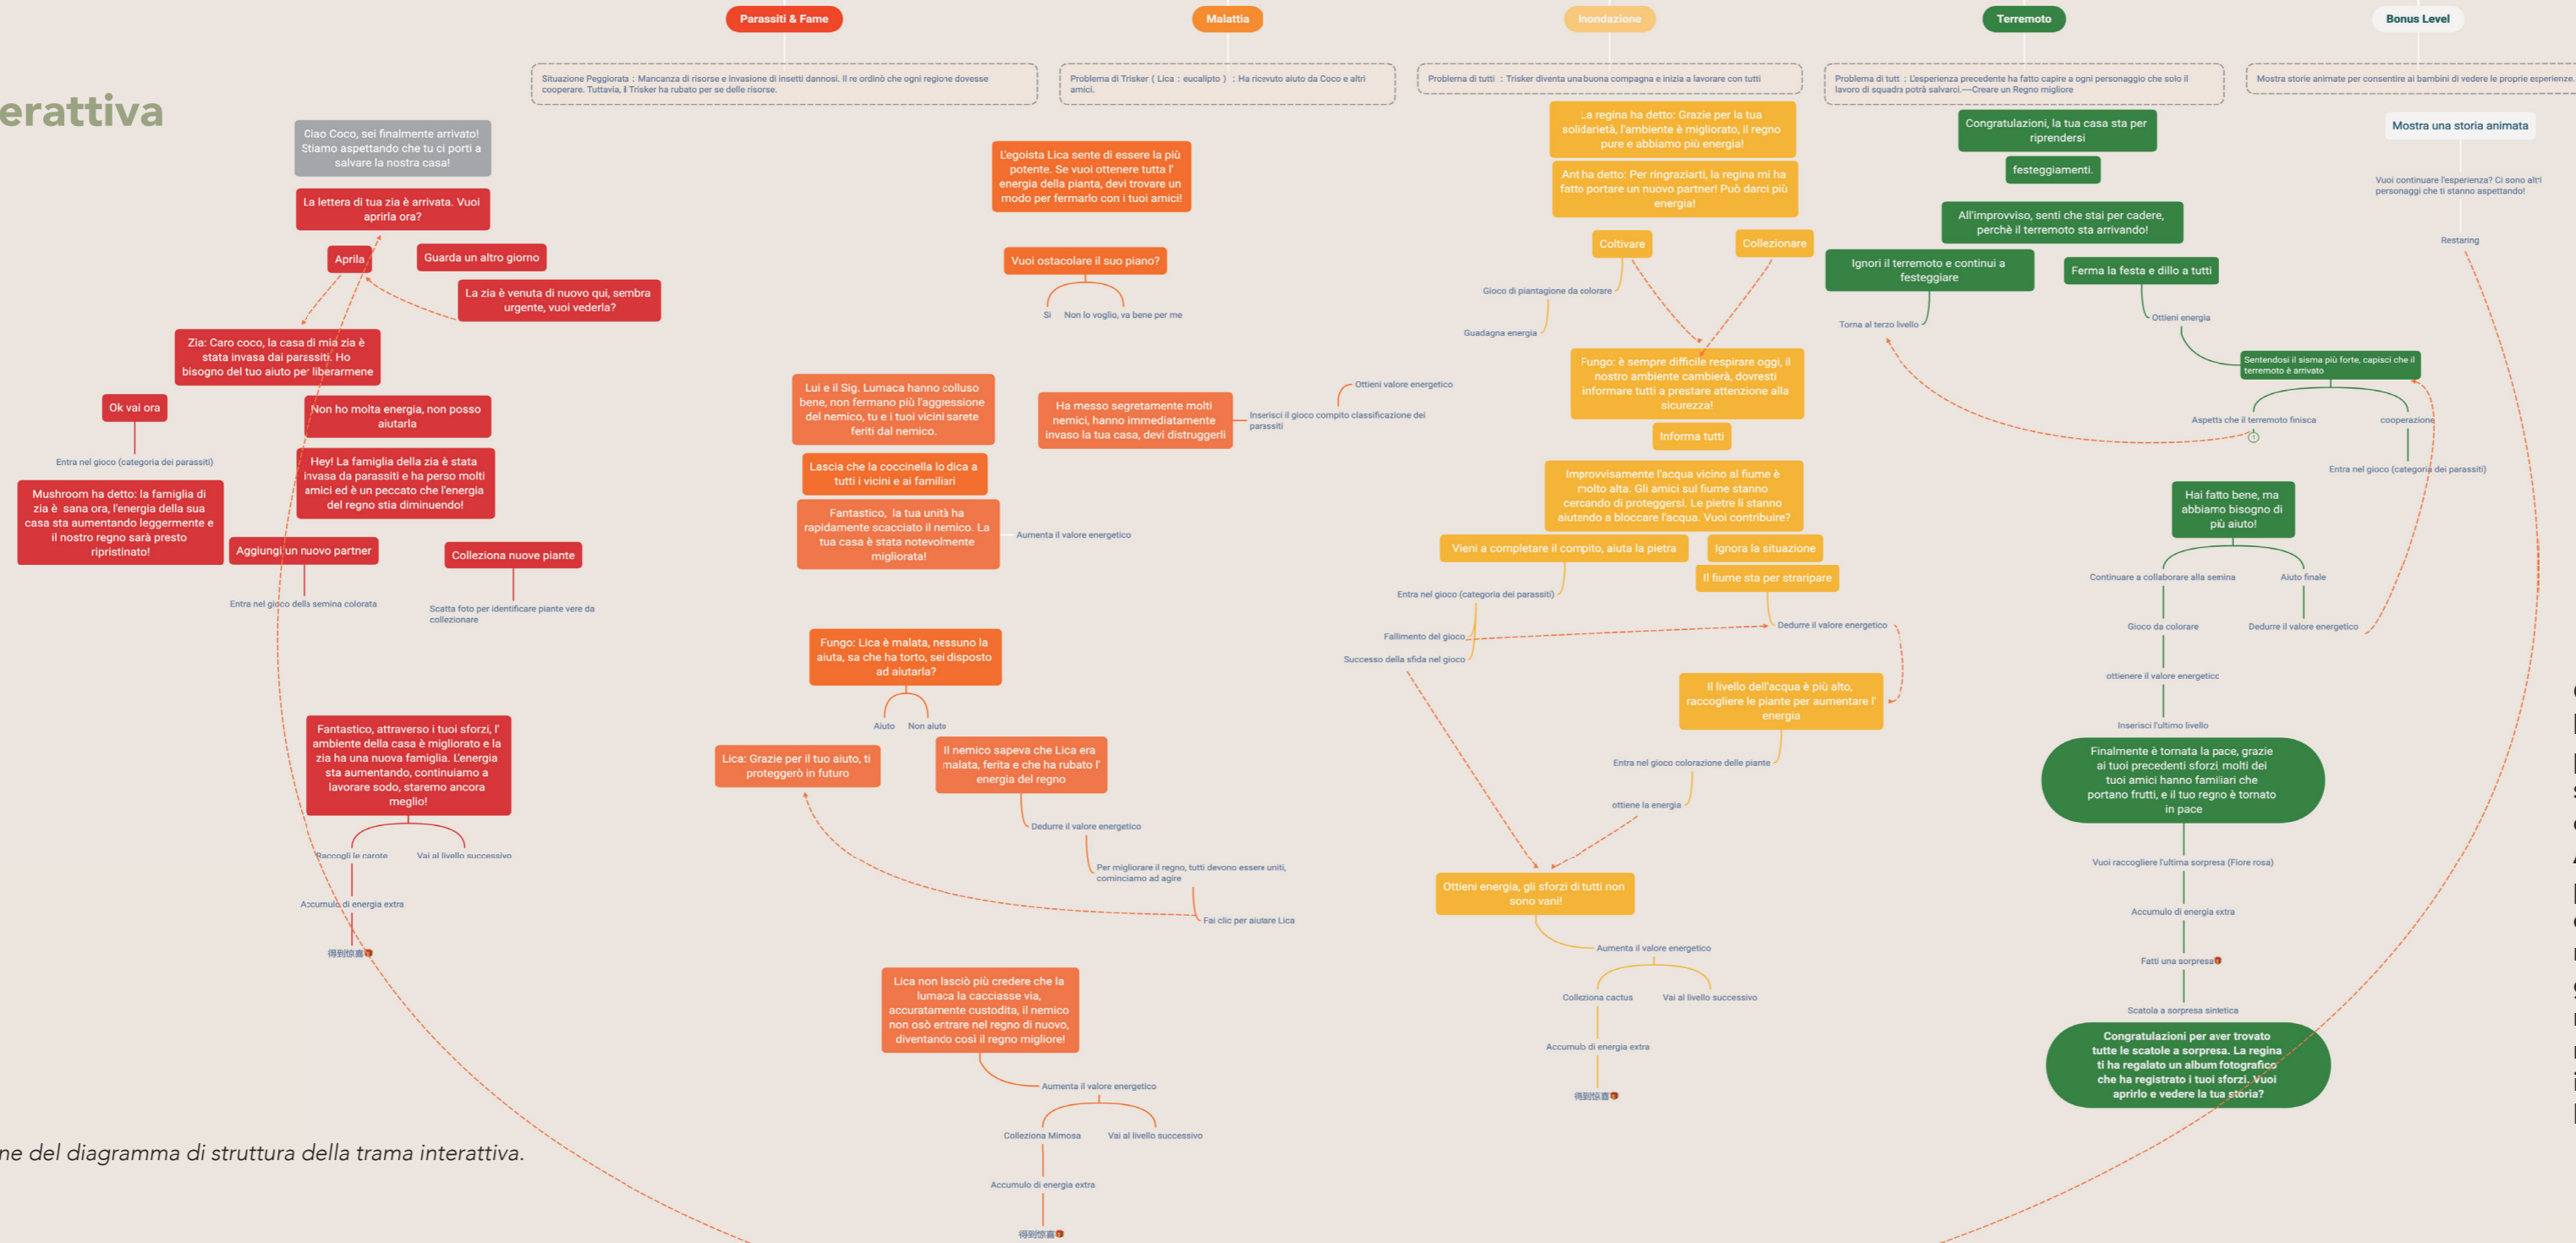 Parassiti & Fame
Malattia
Inondazione
Terremoto
Bonus Level
Situazione Peggiorata : Mancanza di risorse e invasione di insetti dannosi. Il re ordinò che ogni regione dovesse
cooperare. Tuttavia, il Trisker ha rubato per se delle risorse.
Problema di Trisker ( Lica : eucalipto ) : Ha ricevuto aiuto da Coco e altri
amici.
Problema di tutti : Trisker diventa una buona compagna e inizia a lavorare con tutti
Problema di tutt : L'esperienza precedente ha fatto capire a ogni personaggio che solo il
lavoro di squadra potrà salvarci.—Creare un Regno migliore
Mostra storie animate per consentire ai bambini di vedere le proprie esperienze.
erattiva
Ciao Coco, sei finalmente arrivato!
Stiamo aspettando che tu ci porti a
salvare la nostra casa!
La lettera di tua zia è arrivata. Vuoi
aprirla ora?
Aprila
Guarda un altro giorno
La zia è venuta di nuovo qui, sembra
urgente, vuoi vederla?
Zia: Caro coco, la casa di mia zia è
stata invasa dai parassiti. Ho
bisogno del tuo aiuto per liberarmene
Ok vai ora
Non ho molta energia, non posso
aiutarla
Entra nel gioco (categoria dei parassiti)
Hey! La famiglia della zia è stata
invasa da parassiti e ha perso molti
amici ed è un peccato che l'energia
del regno stia diminuendo!
Mushroom ha detto: la famiglia di
zia è sana ora, l'energia della sua
casa sta aumentando leggermente e
il nostro regno sarà presto
ripristinato!
Aggiungi un nuovo partner
Colleziona nuove piante
Entra nel gioco della semina colorata
Scatta foto per identificare piante vere da
collezionare
Fantastico, attraverso i tuoi sforzi, l'
ambiente della casa è migliorato e la
zia ha una nuova famiglia. L'energia
sta aumentando, continuiamo a
lavorare sodo, staremo ancora
meglio!
Raccogli le carote
Vai al livello successivo
Accumulo di energia extra
得到惊喜🎁
L'egoista Lica sente di essere la più
potente. Se vuoi ottenere tutta l'
energia della pianta, devi trovare un
modo per fermarlo con i tuoi amici!
Vuoi ostacolare il suo piano?
Si
Non lo voglio, va bene per me
Lui e il Sig. Lumaca hanno colluso
bene, non fermano più l'aggressione
del nemico, tu e i tuoi vicini sarete
feriti dal nemico.
Ha messo segretamente molti
nemici, hanno immediatamente
invaso la tua casa, devi distruggerli
Ottieni valore energetico
Inserisci il gioco compito classificazione dei
parassiti
Lascia che la coccinella lo dica a
tutti i vicini e ai familiari
Fantastico, la tua unità ha
rapidamente scacciato il nemico. La
tua casa è stata notevolmente
migliorata!
Aumenta il valore energetico
Fungo: Lica è malata, nessuno la
aiuta, sa che ha torto, sei disposto
ad aiutarla?
Aiuto
Non aiuto
Lica: Grazie per il tuo aiuto, ti
proteggerò in futuro
Il nemico sapeva che Lica era
malata, ferita e che ha rubato l'
energia del regno
Dedurre il valore energetico
Per migliorare il regno, tutti devono essere uniti,
cominciamo ad agire
Fai clic per aiutare Lica
Lica non lasciò più credere che la
lumaca la cacciasse via,
accuratamente custodita, il nemico
non osò entrare nel regno di nuovo,
diventando così il regno migliore!
Aumenta il valore energetico
Colleziona Mimosa
Vai al livello successivo
Accumulo di energia extra
得到惊喜🎁
La regina ha detto: Grazie per la tua
solidarietà, l'ambiente è migliorato, il regno
pure e abbiamo più energia!
Ant ha detto: Per ringraziarti, la regina mi ha
fatto portare un nuovo partner! Può darci più
energia!
Coltivare
Collezionare
Gioco di piantagione da colorare
Guadagna energia
Fungo: è sempre difficile respirare oggi, il
nostro ambiente cambierà, dovresti
informare tutti a prestare attenzione alla
sicurezza!
Informa tutti
Improvvisamente l'acqua vicino al fiume è
molto alta. Gli amici sul fiume stanno
cercando di proteggersi. Le pietre li stanno
aiutando a bloccare l'acqua. Vuoi contribuire?
Vieni a completare il compito, aiuta la pietra
Ignora la situazione
Il fiume sta per straripare
Entra nel gioco (categoria dei parassiti)
Fallimento del gioco
Dedurre il valore energetico
Successo della sfida nel gioco
Il livello dell'acqua è più alto,
raccogliere le piante per aumentare l'
energia
Entra nel gioco colorazione delle piante
ottiene la energia
Ottieni energia, gli sforzi di tutti non
sono vani!
Aumenta il valore energetico
Colleziona cactus
Vai al livello successivo
Accumulo di energia extra
得到惊喜🎁
Congratulazioni, la tua casa sta per
riprendersi
festeggiamenti.
All'improvviso, senti che stai per cadere,
perchè il terremoto sta arrivando!
Ignori il terremoto e continui a
festeggiare
Ferma la festa e dillo a tutti
Torna al terzo livello
Ottieni energia
Sentendosi il sisma più forte, capisci che il
terremoto è arrivato
Aspetta che il terremoto finisca
1
cooperazione
Entra nel gioco (categoria dei parassiti)
Hai fatto bene, ma
abbiamo bisogno di
più aiuto!
Continuare a collaborare alla semina
Aiuto finale
Gioco da colorare
Dedurre il valore energetico
ottienere il valore energetico
Inserisci l'ultimo livello
Finalmente è tornata la pace, grazie
ai tuoi precedenti sforzi, molti dei
tuoi amici hanno familiari che
portano frutti, e il tuo regno è tornato
in pace
Vuoi raccogliere l'ultima sorpresa (Fiore rosa)
Accumulo di energia extra
Fatti una sorpresa🎁
Scatola a sorpresa sintetica
Congratulazioni per aver trovato
tutte le scatole a sorpresa. La regina
ti ha regalato un album fotografico
che ha registrato i tuoi sforzi. Vuoi
aprirlo e vedere la tua storia?
Mostra una storia animata
Vuoi continuare l'esperienza? Ci sono altri
personaggi che ti stanno aspettando!
Restaring
ne del diagramma di struttura della trama interattiva.